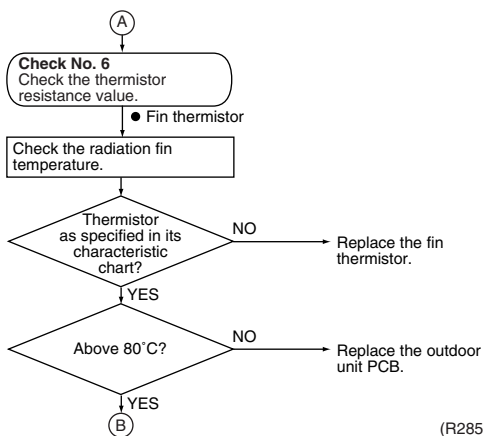 A
Check No. 6
Check the thermistor
resistance value.
● Fin thermistor
Check the radiation fin
temperature.
Thermistor
as specified in its
characteristic
chart?
NO
Replace the fin
thermistor.
YES
Above 80˚C?
NO
Replace the outdoor
unit PCB.
YES
B
(R285